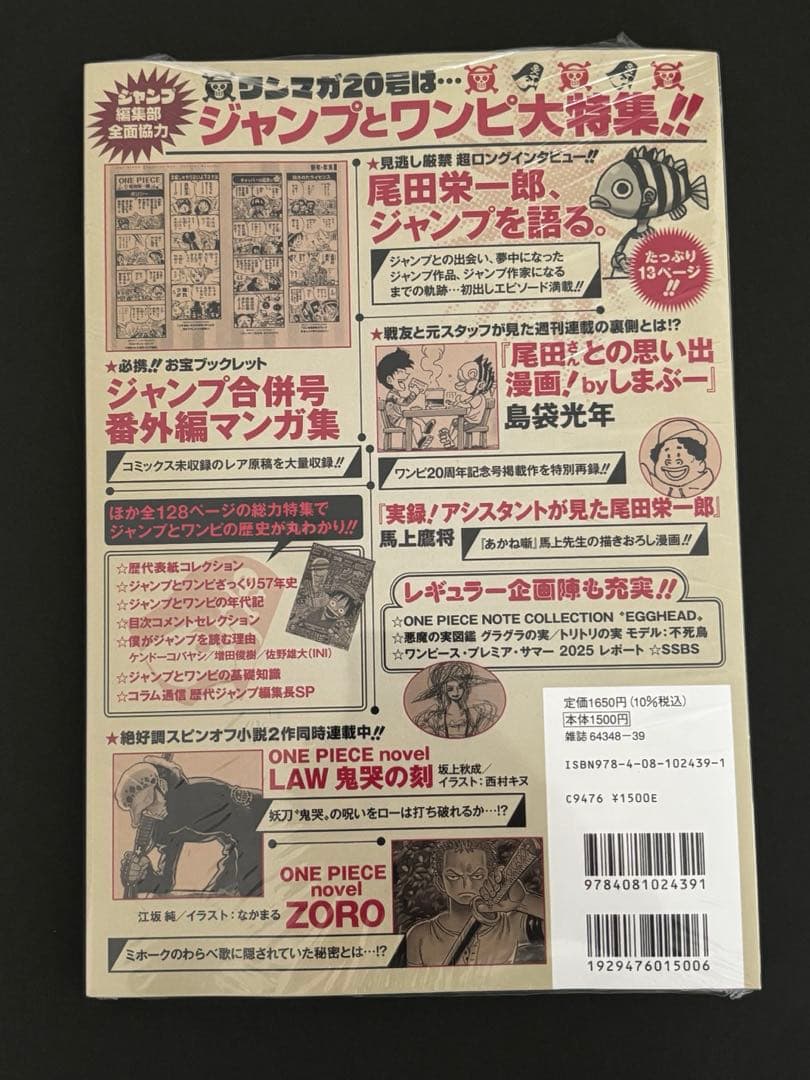 ジャンプ
編集部
全面協力
ワンマガ20号は…
ジャンプとワンピ大特集!!
ONE PIECE
★見逃し厳禁 超ロングインタビュー!!
尾田栄一郎、
ジャンプを語る。
ジャンプとの出会い、夢中になった
ジャンプ作品、ジャンプ作家になる
までの軌跡…初出しエピソード満載!!
たっぷり
13ページ!!
★必携!! お宝ブックレット
ジャンプ合併号
番外編マンガ集
コミックス未収録のレア原稿を大量収録!!
★戦友と元スタッフが見た週刊連載の裏側とは!?
『尾田さんとの思い出
漫画!byしまぶー』
島袋光年
ワンピ20周年記念号掲載作を特別再録!!
『実録!アシスタントが見た尾田栄一郎』
馬上鷹将
『あかね噺』馬上先生の描きおろし漫画!!
ほか全128ページの総力特集で
ジャンプとワンピの歴史が丸わかり!!
☆歴代表紙コレクション
☆ジャンプとワンピざっくり57年史
☆ジャンプとワンピの年代記
☆目次コメントセレクション
☆僕がジャンプを読む理由
ケンドーコバヤシ/増田俊樹/佐野雄大(INI)
☆ジャンプとワンピの基礎知識
☆コラム通信 歴代ジャンプ編集長SP
レギュラー企画陣も充実!!
☆ONE PIECE NOTE COLLECTION "EGGHEAD"
☆悪魔の実図鑑 グラグラの実/トリトリの実 モデル:不死鳥
☆ワンピース・プレミア・サマー 2025 レポート ☆SSBS
★絶好調スピンオフ小説2作同時連載中!!
ONE PIECE novel
LAW 鬼哭の刻
坂上秋成/
イラスト:西村キヌ
妖刀"鬼哭"の呪いをローは打ち破れるか…!?
ONE PIECE
novel
ZORO
江坂 純/イラスト:なかまる
ミホークのわらべ歌に隠されていた秘密とは…!?
定価1650円(10%税込)
本体1500円
雑誌 64348-39
ISBN978-4-08-102439-1
C9476 ¥1500E
9784081024391
1929476015006